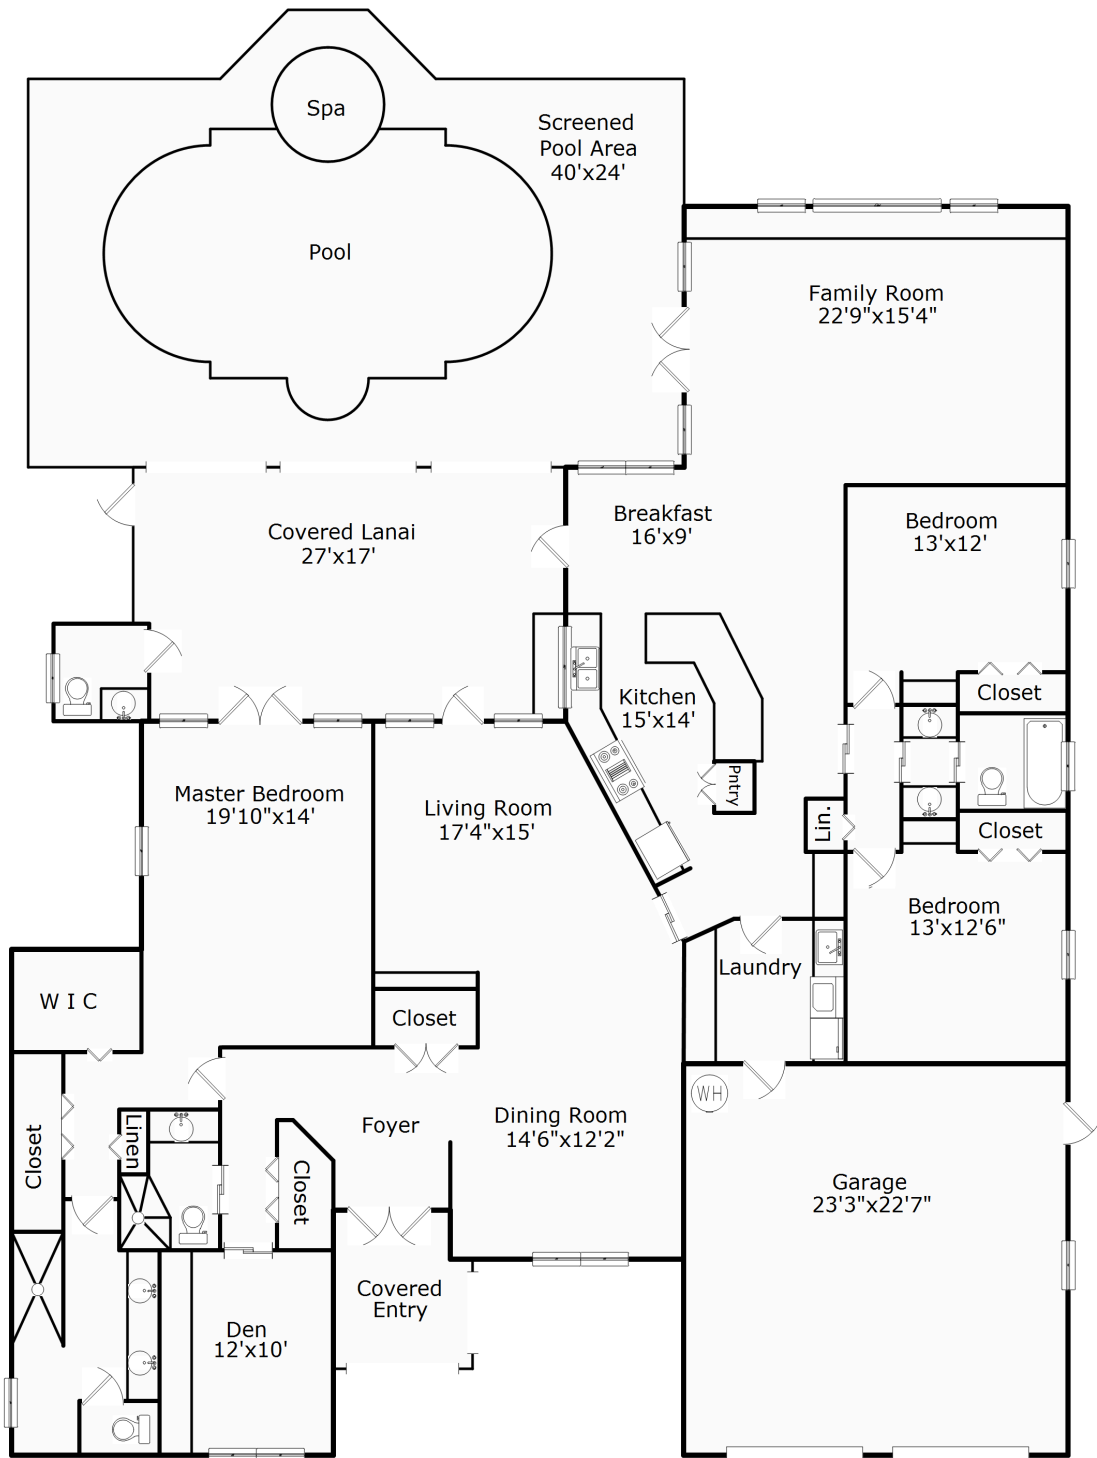 Spa
Screened
Pool Area
40'x24'
Pool
Family Room
22'9"x15'4"
Covered Lanai
27'x17'
Breakfast
16'x9'
Bedroom
13'x12'
Kitchen
15'x14'
Closet
Pntry
Master Bedroom
19'10"x14'
Living Room
17'4"x15'
Lin.
Closet
Bedroom
13'x12'6"
Laundry
W I C
Closet
WH
Foyer
Dining Room
14'6"x12'2"
Linen
Closet
Closet
Garage
23'3"x22'7"
Covered
Entry
Den
12'x10'